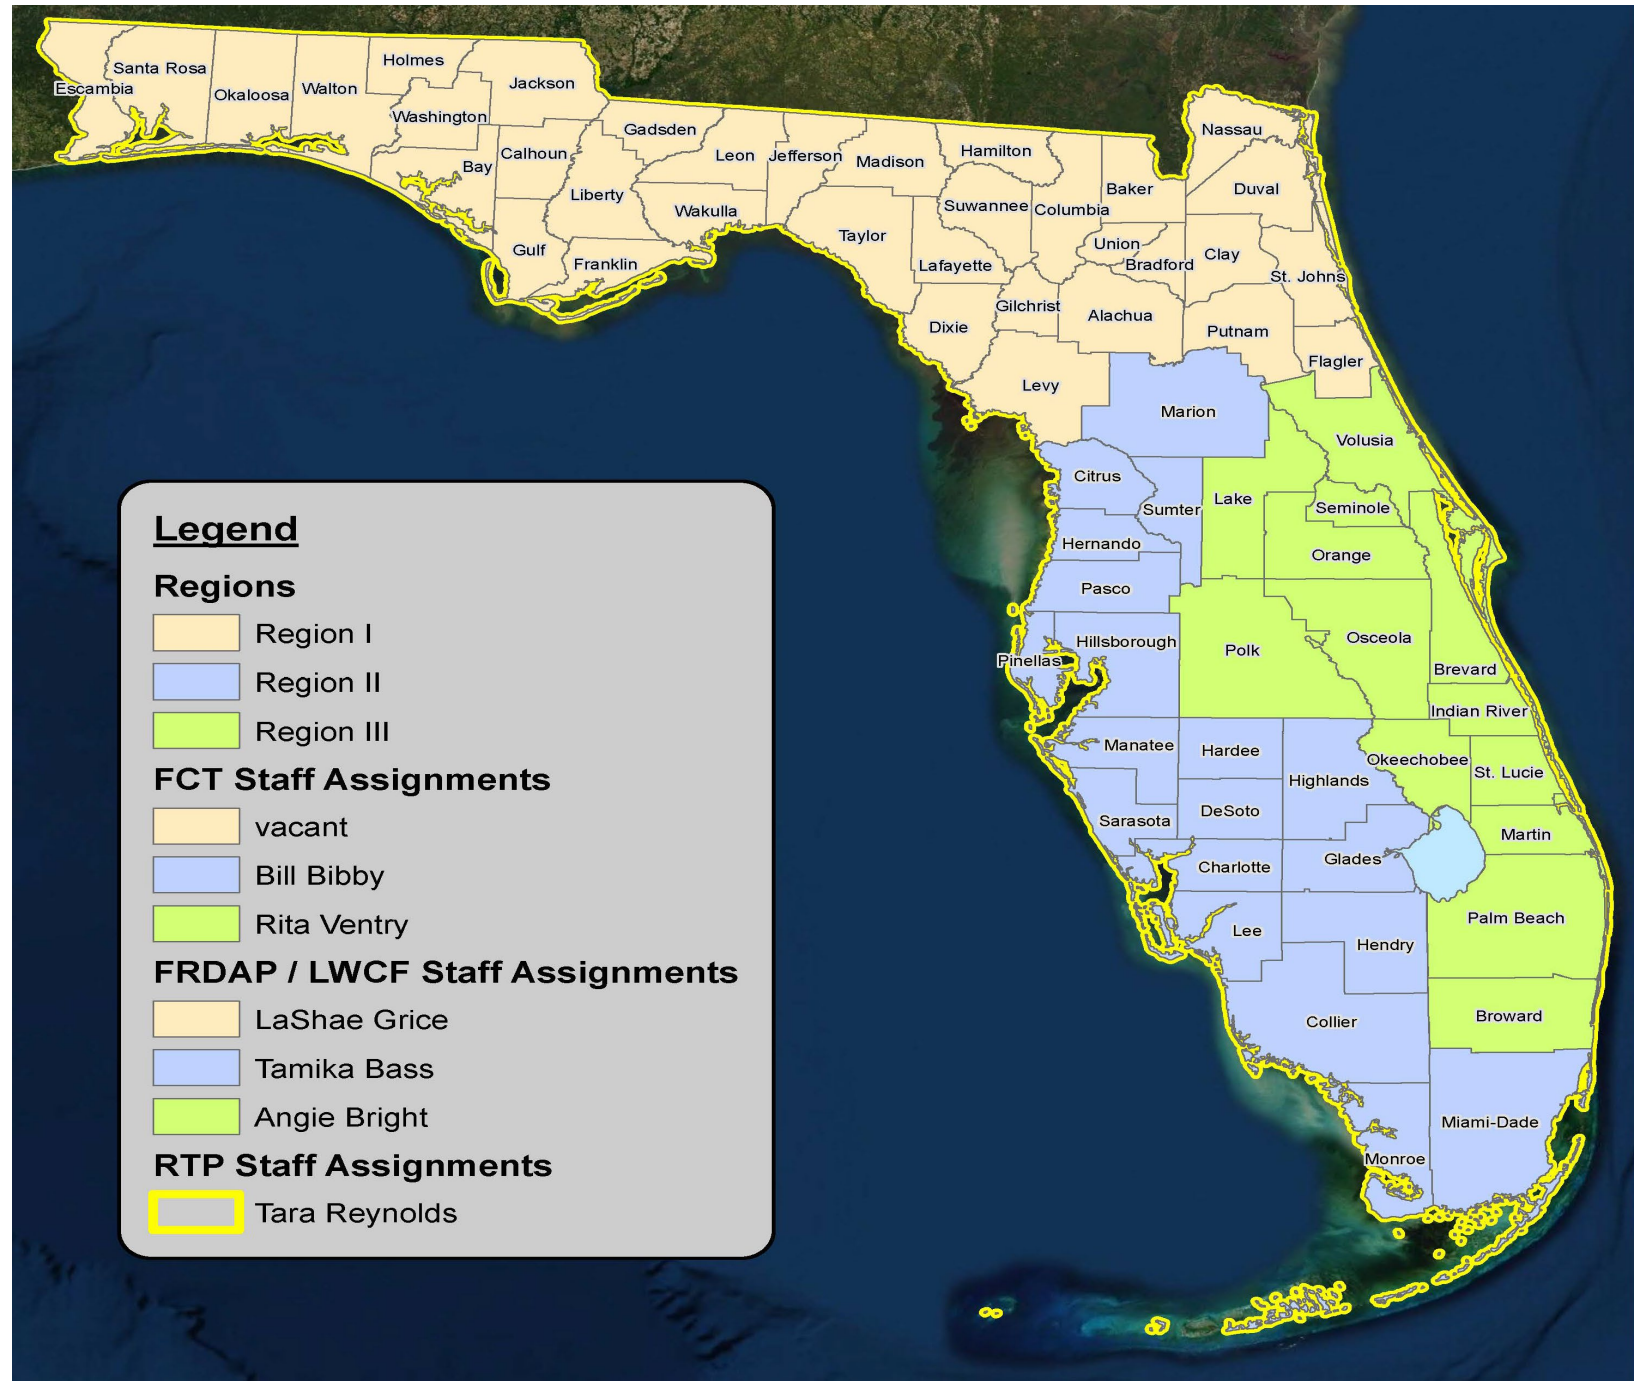 Holmes
Santa Rosa
Jackson
Escambia
Okaloosa
Walton
Washington
Gadsden
Nassau
Calhoun
Leon
Jefferson
Madison
Hamilton
Bay
Liberty
Baker
Duval
Wakulla
Suwannee
Columbia
Taylor
Gulf
Franklin
Lafayette
Union
Bradford
Clay
St. Johns
Gilchrist
Alachua
Dixie
Putnam
Flagler
Levy
Marion
Volusia
Citrus
Sumter
Lake
Seminole
Hernando
Orange
Pasco
Hillsborough
Pinellas
Polk
Osceola
Brevard
Indian River
Manatee
Hardee
Highlands
Okeechobee
St. Lucie
Sarasota
DeSoto
Martin
Charlotte
Glades
Palm Beach
Lee
Hendry
Collier
Broward
Miami-Dade
Monroe
Legend
Regions
Region I
Region II
Region III
FCT Staff Assignments
vacant
Bill Bibby
Rita Ventry
FRDAP / LWCF Staff Assignments
LaShae Grice
Tamika Bass
Angie Bright
RTP Staff Assignments
Tara Reynolds